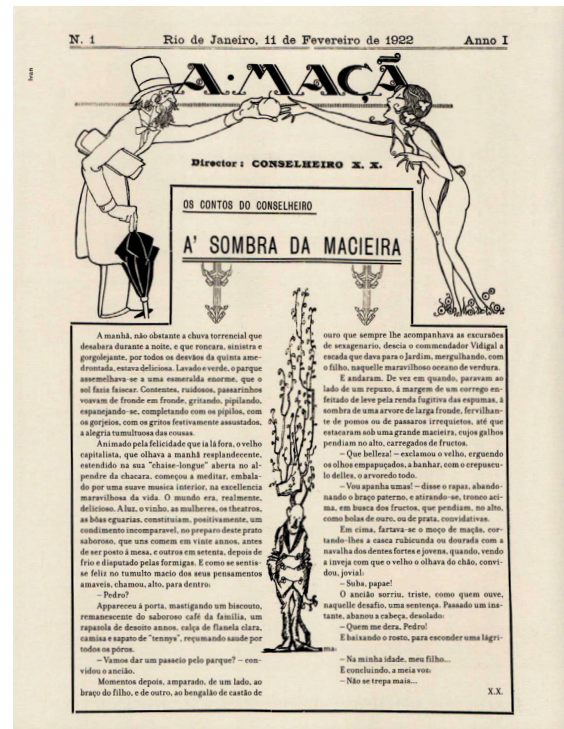 N. 1 Rio de Janeiro, 11 de Fevereiro de 1922 Anno I
Ivan
A·MAÇÃ
Director: CONSELHEIRO X. X.
OS CONTOS DO CONSELHEIRO
A' SOMBRA DA MACIEIRA
A manhã, não obstante a chuva torrencial que
desabara durante a noite, e que roncara, sinistra e
gorgolejante, por todos os desvãos da quinta ame-
drontada, estava deliciosa. Lavado e verde, o parque
assemelhava-se a uma esmeralda enorme, que o
sol fazia faiscar. Contentes, ruidosos, passarinhos
voavam de fronde em fronde, gritando, pipilando,
espanejando-se, completando com os pipilos, com
os gorjeios, com os gritos festivamente assustados,
a alegria tumultuosa das cousas.
Animado pela felicidade que ia lá fora, o velho
capitalista, que olhava a manhã resplandecente,
estendido na sua "chaise-longue" aberta no al-
pendre da chacara, começou a meditar, embala-
do por uma suave musica interior, na excellencia
maravilhosa da vida. O mundo era, realmente,
delicioso. A luz, o vinho, as mulheres, os theatros,
as bôas eguarias, constituiam, positivamente, um
condimento incomparavel, no preparo deste prato
saboroso, que uns comem em vinte annos, antes
de ser posto á mesa, e outros em setenta, depois de
frio e disputado pelas formigas. E como se sentis-
se feliz no tumulto macio dos seus pensamentos
amaveis, chamou, alto, para dentro:
– Pedro?
Appareceu á porta, mastigando um biscouto,
remanescente do saboroso café da familia, um
rapazola de desoito annos, calça de flanela clara,
camisa e sapato de "tennys", reçumando saude por
todos os póros.
– Vamos dar um passeio pelo parque? – con-
vidou o ancião.
Momentos depois, amparado, de um lado, ao
braço do filho, e de outro, ao bengalão de castão de
ouro que sempre lhe acompanhava as excursões
de sexagenario, descia o commendador Vidigal a
escada que dava para o Jardim, mergulhando, com
o filho, naquelle maravilhoso oceano de verdura.
E andaram. De vez em quando, paravam ao
lado de um repuxo, á margem de um corrego en-
feitado de leve pela renda fugitiva das espumas, á
sombra de uma arvore de larga fronde, fervilhan-
te de pomos ou de passaros irrequietos, até que
estacaram sob uma grande macieira, cujos galhos
pendiam no alto, carregados de fructos.
– Que belleza! – exclamou o velho, erguendo
os olhos empapuçados, a banhar, com o crepuscu-
lo delles, o arvoredo todo.
– Vou apanha umas! – disse o rapaz, abando-
nando o braço paterno, e atirando-se, tronco aci-
ma, em busca dos fructos, que pendiam, no alto,
como bolas de ouro, ou de prata, convidativas.
Em cima, fartava-se o moço de maçãs, cor-
tando-lhes a casca rubicunda ou dourada com a
navalha dos dentes fortes e jovens, quando, vendo
a inveja com que o velho o olhava do chão, convi-
dou, jovial:
– Suba, papae!
O ancião sorriu, triste, como quem ouve,
naquelle desafio, uma sentença. Passado um ins-
tante, abanou a cabeça, desolado:
– Quem me dera, Pedro!
E baixando o rosto, para esconder uma lágri-
ma:
– Na minha idade, meu filho...
E concluindo, a meia voz:
– Não se trepa mais...
X.X.